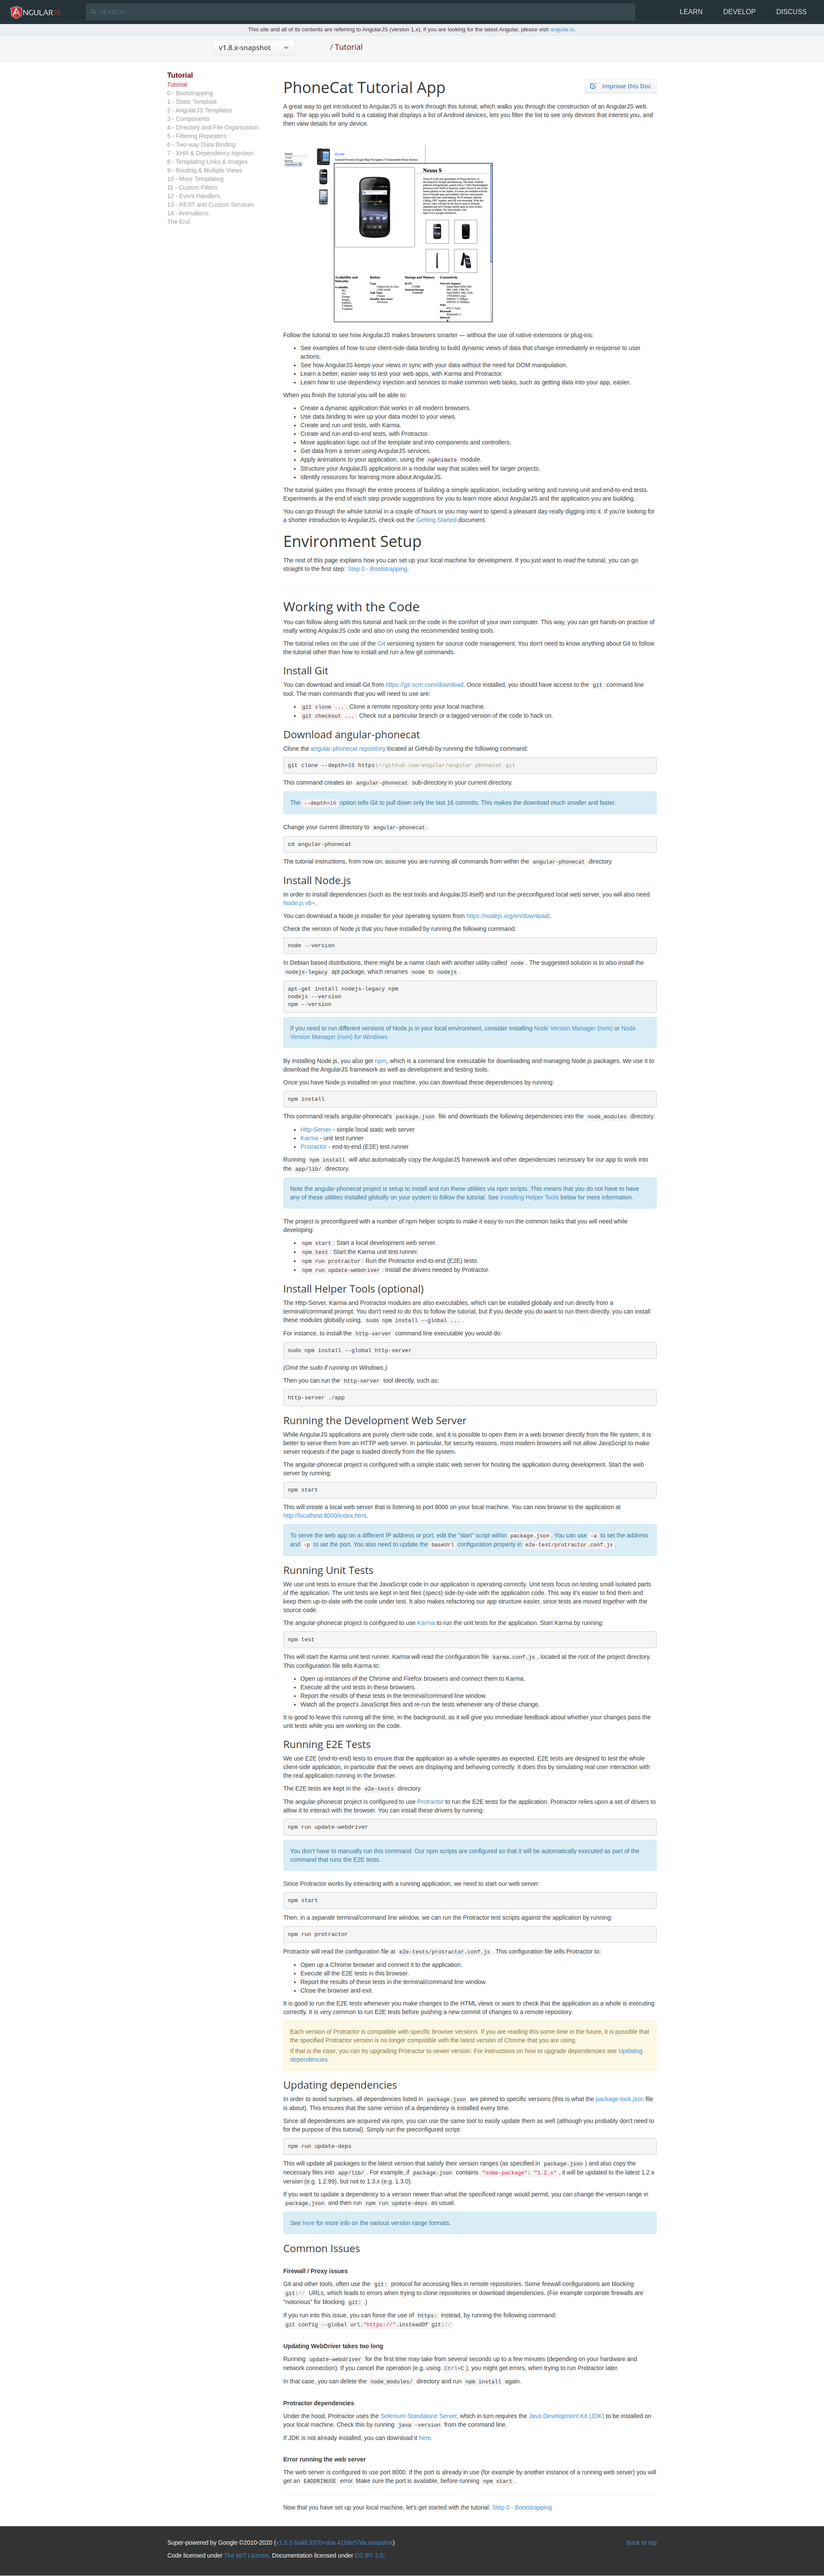 ANGULARJS
SEARCH
LEARN
DEVELOP
DISCUSS
This site and all of its contents are referring to AngularJS (version 1.x), if you are looking for the latest Angular, please visit angular.io.
v1.8.x-snapshot
/ Tutorial
Tutorial
Tutorial
0 - Bootstrapping
1 - Static Template
2 - AngularJS Templates
3 - Components
4 - Directory and File Organization
5 - Filtering Repeaters
6 - Two-way Data Binding
7 - XHR & Dependency Injection
8 - Templating Links & Images
9 - Routing & Multiple Views
10 - More Templating
11 - Custom Filters
12 - Event Handlers
13 - REST and Custom Services
14 - Animations
The End
Improve this Doc
PhoneCat Tutorial App
A great way to get introduced to AngularJS is to work through this tutorial, which walks you through the construction of an AngularJS web
app. The app you will build is a catalog that displays a list of Android devices, lets you filter the list to see only devices that interest you, and
then view details for any device.
Nexus S
Follow the tutorial to see how AngularJS makes browsers smarter — without the use of native extensions or plug-ins:
See examples of how to use client-side data binding to build dynamic views of data that change immediately in response to user
actions.
See how AngularJS keeps your views in sync with your data without the need for DOM manipulation.
Learn a better, easier way to test your web apps, with Karma and Protractor.
Learn how to use dependency injection and services to make common web tasks, such as getting data into your app, easier.
When you finish the tutorial you will be able to:
Create a dynamic application that works in all modern browsers.
Use data binding to wire up your data model to your views.
Create and run unit tests, with Karma.
Create and run end-to-end tests, with Protractor.
Move application logic out of the template and into components and controllers.
Get data from a server using AngularJS services.
Apply animations to your application, using the ngAnimate module.
Structure your AngularJS applications in a modular way that scales well for larger projects.
Identify resources for learning more about AngularJS.
The tutorial guides you through the entire process of building a simple application, including writing and running unit and end-to-end tests.
Experiments at the end of each step provide suggestions for you to learn more about AngularJS and the application you are building.
You can go through the whole tutorial in a couple of hours or you may want to spend a pleasant day really digging into it. If you're looking for
a shorter introduction to AngularJS, check out the Getting Started document.
Environment Setup
The rest of this page explains how you can set up your local machine for development. If you just want to read the tutorial, you can go
straight to the first step: Step 0 - Bootstrapping.
Working with the Code
You can follow along with this tutorial and hack on the code in the comfort of your own computer. This way, you can get hands-on practice of
really writing AngularJS code and also on using the recommended testing tools.
The tutorial relies on the use of the Git versioning system for source code management. You don't need to know anything about Git to follow
the tutorial other than how to install and run a few git commands.
Install Git
You can download and install Git from https://git-scm.com/download. Once installed, you should have access to the git command line
tool. The main commands that you will need to use are:
git clone ... : Clone a remote repository onto your local machine.
git checkout ... : Check out a particular branch or a tagged version of the code to hack on.
Download angular-phonecat
Clone the angular-phonecat repository located at GitHub by running the following command:
git clone --depth=16 https://github.com/angular/angular-phonecat.git
This command creates an angular-phonecat sub-directory in your current directory.
The --depth=16 option tells Git to pull down only the last 16 commits. This makes the download much smaller and faster.
Change your current directory to angular-phonecat .
cd angular-phonecat
The tutorial instructions, from now on, assume you are running all commands from within the angular-phonecat directory.
Install Node.js
In order to install dependencies (such as the test tools and AngularJS itself) and run the preconfigured local web server, you will also need
Node.js v6+.
You can download a Node.js installer for your operating system from https://nodejs.org/en/download/.
Check the version of Node.js that you have installed by running the following command:
node --version
In Debian based distributions, there might be a name clash with another utility called node . The suggested solution is to also install the
nodejs-legacy apt package, which renames node to nodejs .
apt-get install nodejs-legacy npm
nodejs --version
npm --version
If you need to run different versions of Node.js in your local environment, consider installing Node Version Manager (nvm) or Node
Version Manager (nvm) for Windows.
By installing Node.js, you also get npm, which is a command line executable for downloading and managing Node.js packages. We use it to
download the AngularJS framework as well as development and testing tools.
Once you have Node.js installed on your machine, you can download these dependencies by running:
npm install
This command reads angular-phonecat's package.json file and downloads the following dependencies into the node_modules directory:
Http-Server - simple local static web server
Karma - unit test runner
Protractor - end-to-end (E2E) test runner
Running npm install will also automatically copy the AngularJS framework and other dependencies necessary for our app to work into
the app/lib/ directory.
Note the angular-phonecat project is setup to install and run these utilities via npm scripts. This means that you do not have to have
any of these utilities installed globally on your system to follow the tutorial. See Installing Helper Tools below for more information.
The project is preconfigured with a number of npm helper scripts to make it easy to run the common tasks that you will need while
developing:
npm start : Start a local development web server.
npm test : Start the Karma unit test runner.
npm run protractor : Run the Protractor end-to-end (E2E) tests.
npm run update-webdriver : Install the drivers needed by Protractor.
Install Helper Tools (optional)
The Http-Server, Karma and Protractor modules are also executables, which can be installed globally and run directly from a
terminal/command prompt. You don't need to do this to follow the tutorial, but if you decide you do want to run them directly, you can install
these modules globally using, sudo npm install --global ... .
For instance, to install the http-server command line executable you would do:
sudo npm install --global http-server
(Omit the sudo if running on Windows.)
Then you can run the http-server tool directly, such as:
http-server ./app
Running the Development Web Server
While AngularJS applications are purely client-side code, and it is possible to open them in a web browser directly from the file system, it is
better to serve them from an HTTP web server. In particular, for security reasons, most modern browsers will not allow JavaScript to make
server requests if the page is loaded directly from the file system.
The angular-phonecat project is configured with a simple static web server for hosting the application during development. Start the web
server by running:
npm start
This will create a local web server that is listening to port 8000 on your local machine. You can now browse to the application at
http://localhost:8000/index.html.
To serve the web app on a different IP address or port, edit the "start" script within package.json . You can use -a to set the address
and -p to set the port. You also need to update the baseUrl configuration property in e2e-test/protractor.conf.js .
Running Unit Tests
We use unit tests to ensure that the JavaScript code in our application is operating correctly. Unit tests focus on testing small isolated parts
of the application. The unit tests are kept in test files (specs) side-by-side with the application code. This way it's easier to find them and
keep them up-to-date with the code under test. It also makes refactoring our app structure easier, since tests are moved together with the
source code.
The angular-phonecat project is configured to use Karma to run the unit tests for the application. Start Karma by running:
npm test
This will start the Karma unit test runner. Karma will read the configuration file karma.conf.js , located at the root of the project directory.
This configuration file tells Karma to:
Open up instances of the Chrome and Firefox browsers and connect them to Karma.
Execute all the unit tests in these browsers.
Report the results of these tests in the terminal/command line window.
Watch all the project's JavaScript files and re-run the tests whenever any of these change.
It is good to leave this running all the time, in the background, as it will give you immediate feedback about whether your changes pass the
unit tests while you are working on the code.
Running E2E Tests
We use E2E (end-to-end) tests to ensure that the application as a whole operates as expected. E2E tests are designed to test the whole
client-side application, in particular that the views are displaying and behaving correctly. It does this by simulating real user interaction with
the real application running in the browser.
The E2E tests are kept in the e2e-tests directory.
The angular-phonecat project is configured to use Protractor to run the E2E tests for the application. Protractor relies upon a set of drivers to
allow it to interact with the browser. You can install these drivers by running:
npm run update-webdriver
You don't have to manually run this command. Our npm scripts are configured so that it will be automatically executed as part of the
command that runs the E2E tests.
Since Protractor works by interacting with a running application, we need to start our web server:
npm start
Then, in a separate terminal/command line window, we can run the Protractor test scripts against the application by running:
npm run protractor
Protractor will read the configuration file at e2e-tests/protractor.conf.js . This configuration file tells Protractor to:
Open up a Chrome browser and connect it to the application.
Execute all the E2E tests in this browser.
Report the results of these tests in the terminal/command line window.
Close the browser and exit.
It is good to run the E2E tests whenever you make changes to the HTML views or want to check that the application as a whole is executing
correctly. It is very common to run E2E tests before pushing a new commit of changes to a remote repository.
Each version of Protractor is compatible with specific browser versions. If you are reading this some time in the future, it is possible that
the specified Protractor version is no longer compatible with the latest version of Chrome that you are using.
If that is the case, you can try upgrading Protractor to newer version. For instructions on how to upgrade dependencies see Updating
dependencies.
Updating dependencies
In order to avoid surprises, all dependencies listed in package.json are pinned to specific versions (this is what the package-lock.json file
is about). This ensures that the same version of a dependency is installed every time.
Since all dependencies are acquired via npm, you can use the same tool to easily update them as well (although you probably don't need to
for the purpose of this tutorial). Simply run the preconfigured script:
npm run update-deps
This will update all packages to the latest version that satisfy their version ranges (as specified in package.json ) and also copy the
necessary files into app/lib/ . For example, if package.json contains "some-package": "1.2.x" , it will be updated to the latest 1.2.x
version (e.g. 1.2.99), but not to 1.3.x (e.g. 1.3.0).
If you want to update a dependency to a version newer than what the specificed range would permit, you can change the version range in
package.json and then run npm run update-deps as usual.
See here for more info on the various version range formats.
Common Issues
Firewall / Proxy issues
Git and other tools, often use the git: protocol for accessing files in remote repositories. Some firewall configurations are blocking
git:// URLs, which leads to errors when trying to clone repositories or download dependencies. (For example corporate firewalls are
"notorious" for blocking git: .)
If you run into this issue, you can force the use of https: instead, by running the following command:
git config --global url."https://".insteadOf git://
Updating WebDriver takes too long
Running update-webdriver for the first time may take from several seconds up to a few minutes (depending on your hardware and
network connection). If you cancel the operation (e.g. using Ctrl+C ), you might get errors, when trying to run Protractor later.
In that case, you can delete the node_modules/ directory and run npm install again.
Protractor dependencies
Under the hood, Protractor uses the Selenium Standalone Server, which in turn requires the Java Development Kit (JDK) to be installed on
your local machine. Check this by running java -version from the command line.
If JDK is not already installed, you can download it here.
Error running the web server
The web server is configured to use port 8000. If the port is already in use (for example by another instance of a running web server) you will
get an EADDRINUSE error. Make sure the port is available, before running npm start .
Now that you have set up your local machine, let's get started with the tutorial: Step 0 - Bootstrapping
Super-powered by Google ©2010-2020 (v1.8.3-build.3370+sha.4110e57da snapshot)
Back to top
Code licensed under The MIT License. Documentation licensed under CC BY 3.0.